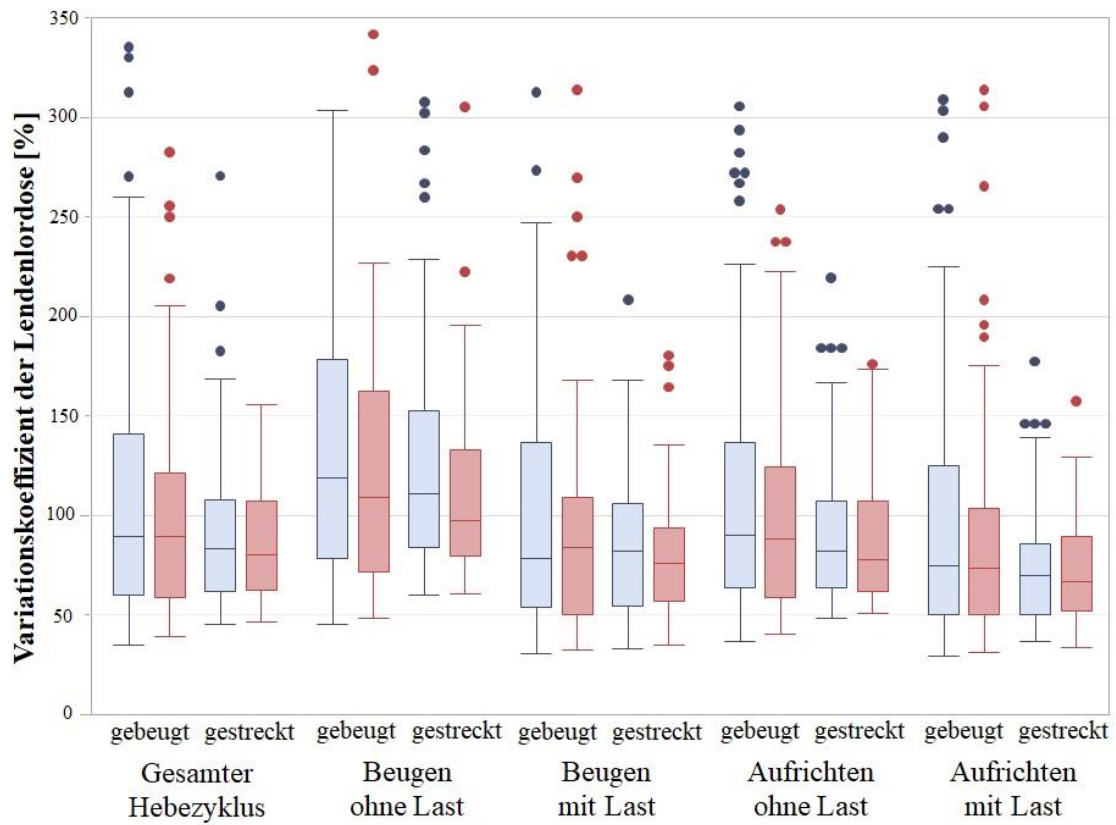 Variationskoeffizient der Lendenlordose [%]
350
300
250
200
150
100
50
0
gebeugt gestreckt gebeugt gestreckt gebeugt gestreckt gebeugt gestreckt gebeugt gestreckt
Gesamter Beugen Beugen Aufrichten Aufrichten
Hebezyklus ohne Last mit Last ohne Last mit Last